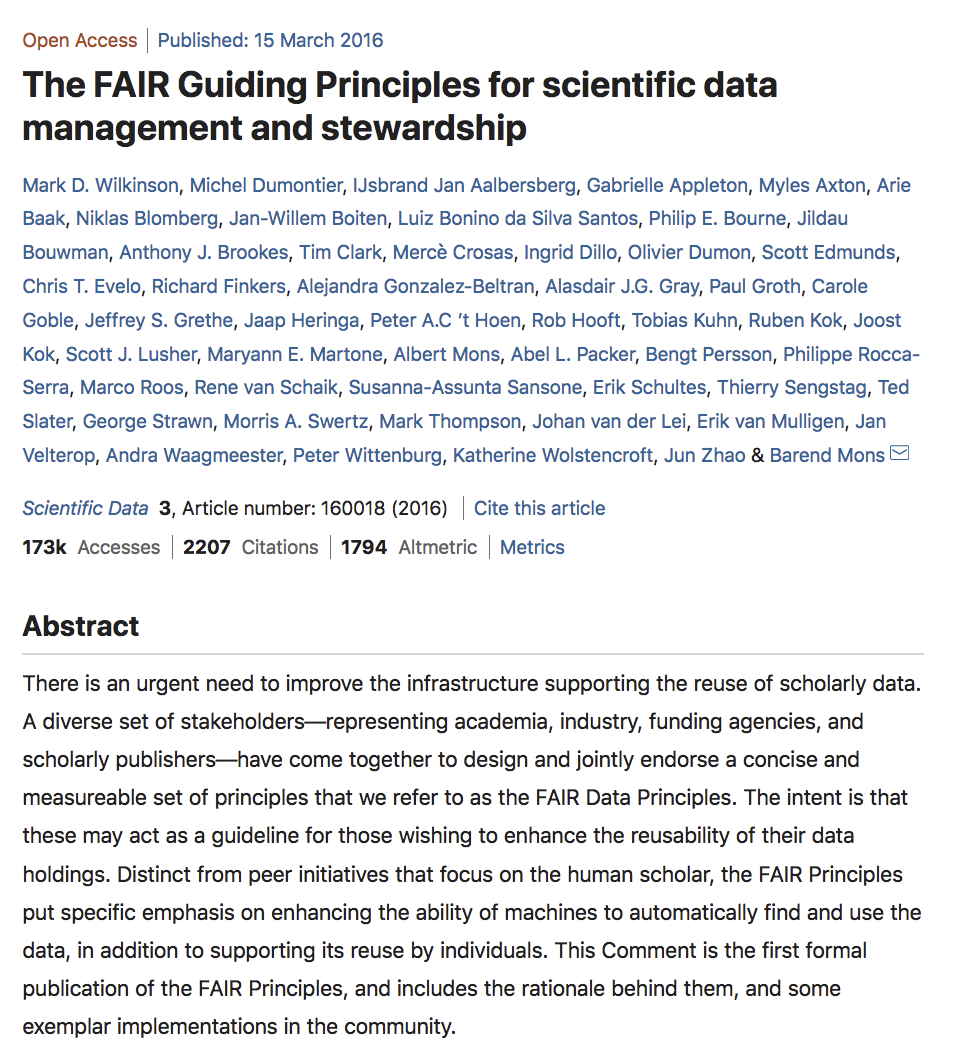 Open Access | Published: 15 March 2016
The FAIR Guiding Principles for scientific data
management and stewardship
Mark D. Wilkinson, Michel Dumontier, IJsbrand Jan Aalbersberg, Gabrielle Appleton, Myles Axton, Arie
Baak, Niklas Blomberg, Jan-Willem Boiten, Luiz Bonino da Silva Santos, Philip E. Bourne, Jildau
Bouwman, Anthony J. Brookes, Tim Clark, Mercè Crosas, Ingrid Dillo, Olivier Dumon, Scott Edmunds,
Chris T. Evelo, Richard Finkers, Alejandra Gonzalez-Beltran, Alasdair J.G. Gray, Paul Groth, Carole
Goble, Jeffrey S. Grethe, Jaap Heringa, Peter A.C ’t Hoen, Rob Hooft, Tobias Kuhn, Ruben Kok, Joost
Kok, Scott J. Lusher, Maryann E. Martone, Albert Mons, Abel L. Packer, Bengt Persson, Philippe Rocca-
Serra, Marco Roos, Rene van Schaik, Susanna-Assunta Sansone, Erik Schultes, Thierry Sengstag, Ted
Slater, George Strawn, Morris A. Swertz, Mark Thompson, Johan van der Lei, Erik van Mulligen, Jan
Velterop, Andra Waagmeester, Peter Wittenburg, Katherine Wolstencroft, Jun Zhao & Barend Mons
Scientific Data 3, Article number: 160018 (2016) | Cite this article
173k Accesses | 2207 Citations | 1794 Altmetric | Metrics
Abstract
There is an urgent need to improve the infrastructure supporting the reuse of scholarly data.
A diverse set of stakeholders—representing academia, industry, funding agencies, and
scholarly publishers—have come together to design and jointly endorse a concise and
measureable set of principles that we refer to as the FAIR Data Principles. The intent is that
these may act as a guideline for those wishing to enhance the reusability of their data
holdings. Distinct from peer initiatives that focus on the human scholar, the FAIR Principles
put specific emphasis on enhancing the ability of machines to automatically find and use the
data, in addition to supporting its reuse by individuals. This Comment is the first formal
publication of the FAIR Principles, and includes the rationale behind them, and some
exemplar implementations in the community.